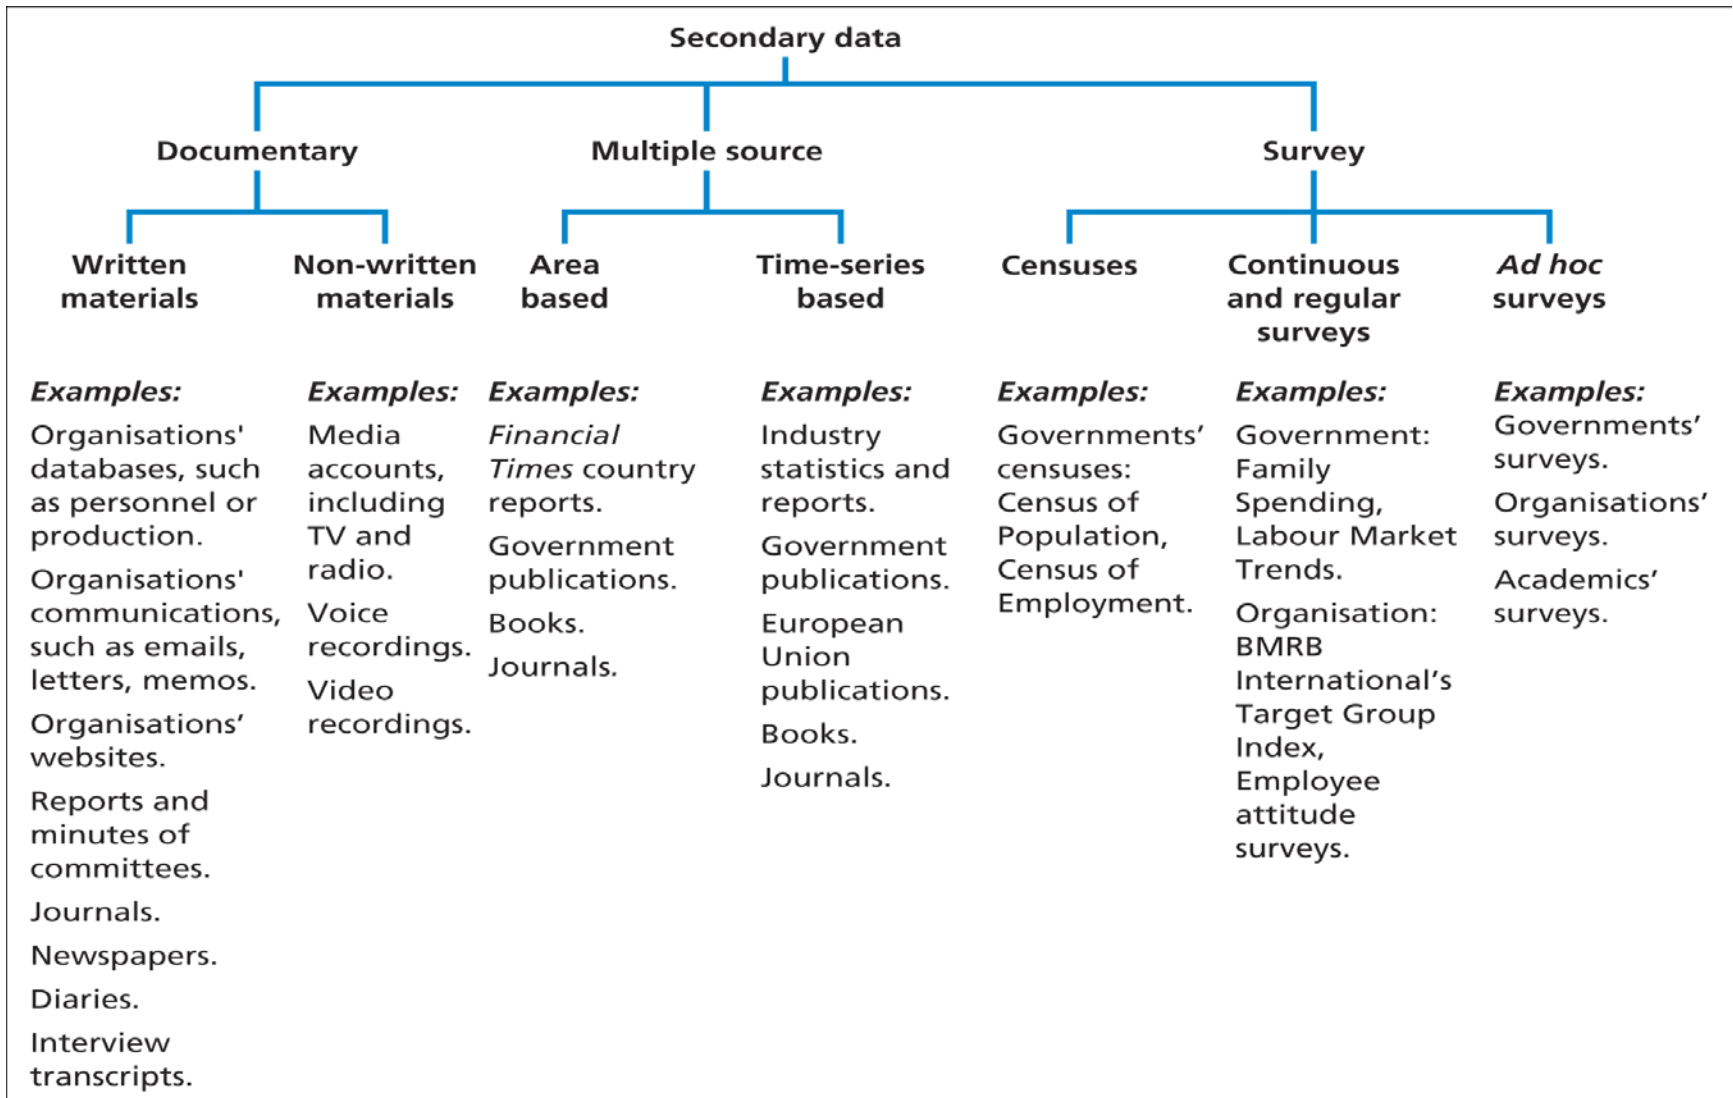 Secondary data
Documentary
Multiple source
Survey
Written
materials
Non-written
materials
Area
based
Time-series
based
Censuses
Continuous
and regular
surveys
Ad hoc
surveys
Examples:
Organisations'
databases, such
as personnel or
production.
Organisations'
communications,
such as emails,
letters, memos.
Organisations’
websites.
Reports and
minutes of
committees.
Journals.
Newspapers.
Diaries.
Interview
transcripts.
Examples:
Media
accounts,
including
TV and
radio.
Voice
recordings.
Video
recordings.
Examples:
Financial
Times country
reports.
Government
publications.
Books.
Journals.
Examples:
Industry
statistics and
reports.
Government
publications.
European
Union
publications.
Books.
Journals.
Examples:
Governments’
censuses:
Census of
Population,
Census of
Employment.
Examples:
Government:
Family
Spending,
Labour Market
Trends.
Organisation:
BMRB
International’s
Target Group
Index,
Employee
attitude
surveys.
Examples:
Governments’
surveys.
Organisations’
surveys.
Academics’
surveys.